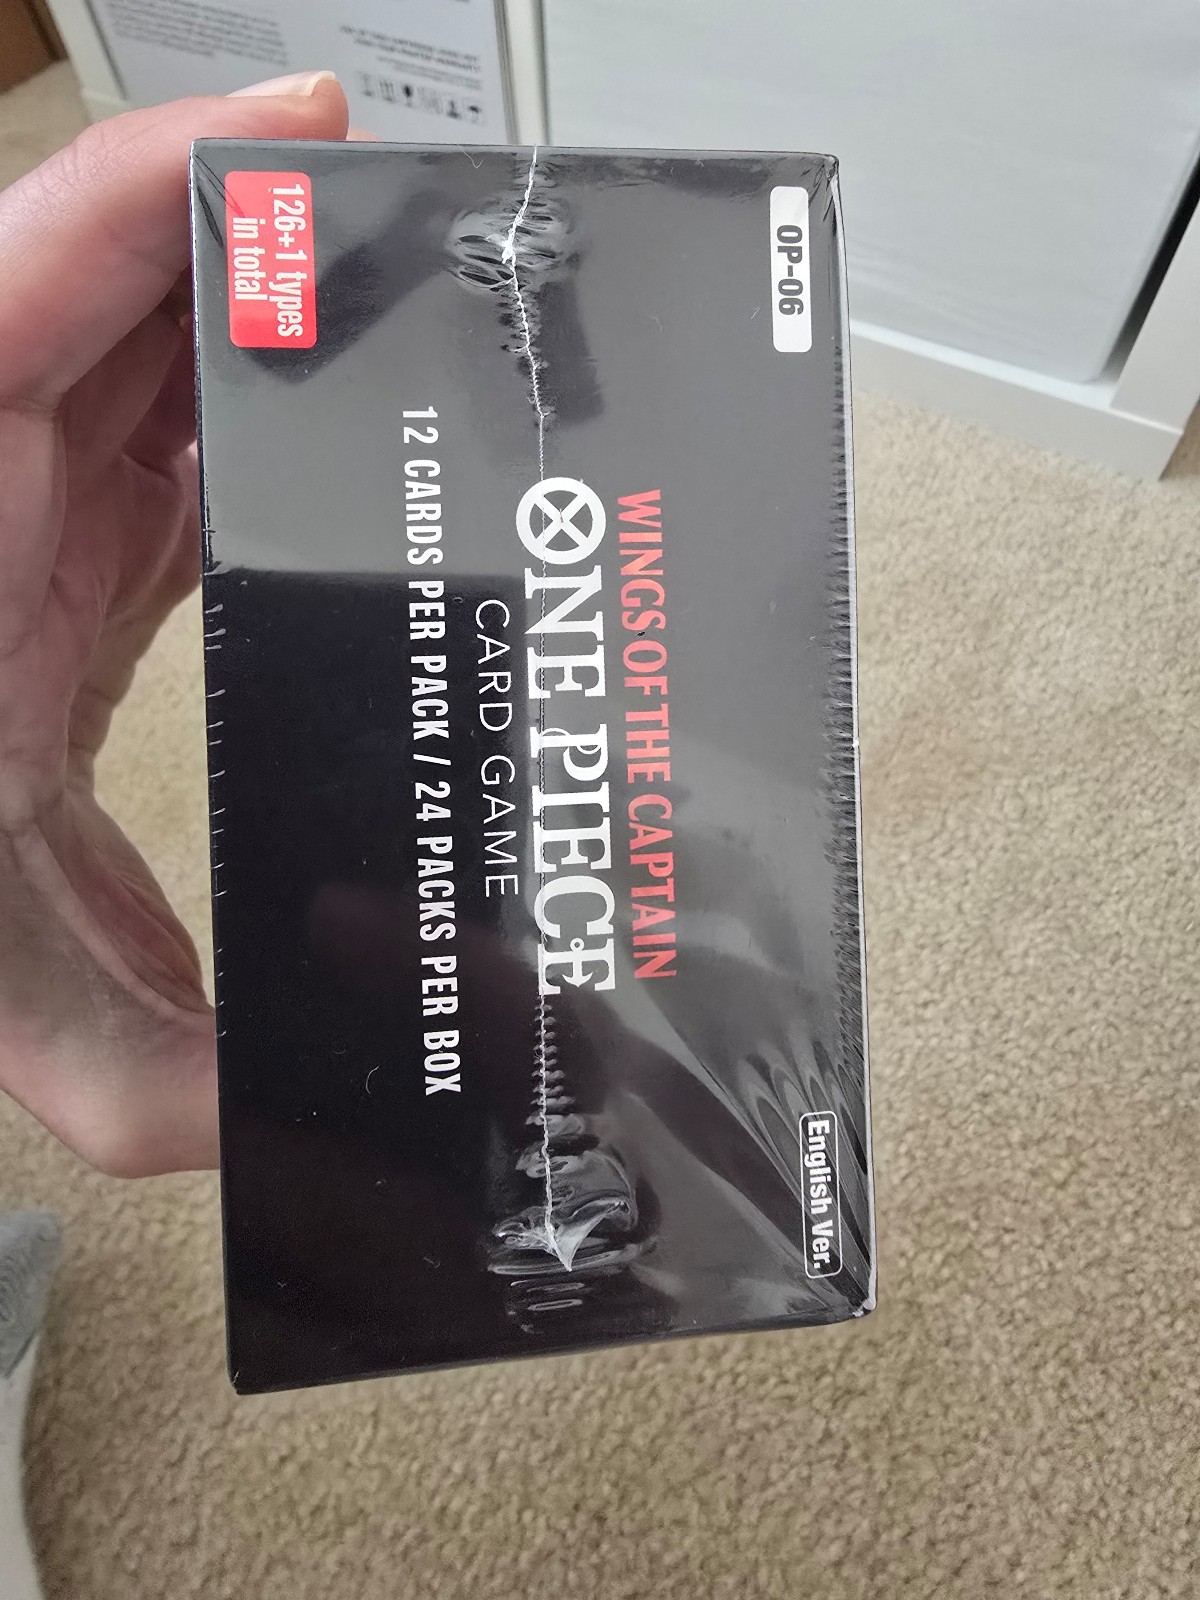 OP-06
English Ver.
WINGS OF THE CAPTAIN
ONE PIECE
CARD GAME
12 CARDS PER PACK / 24 PACKS PER BOX
126+1 types
in total